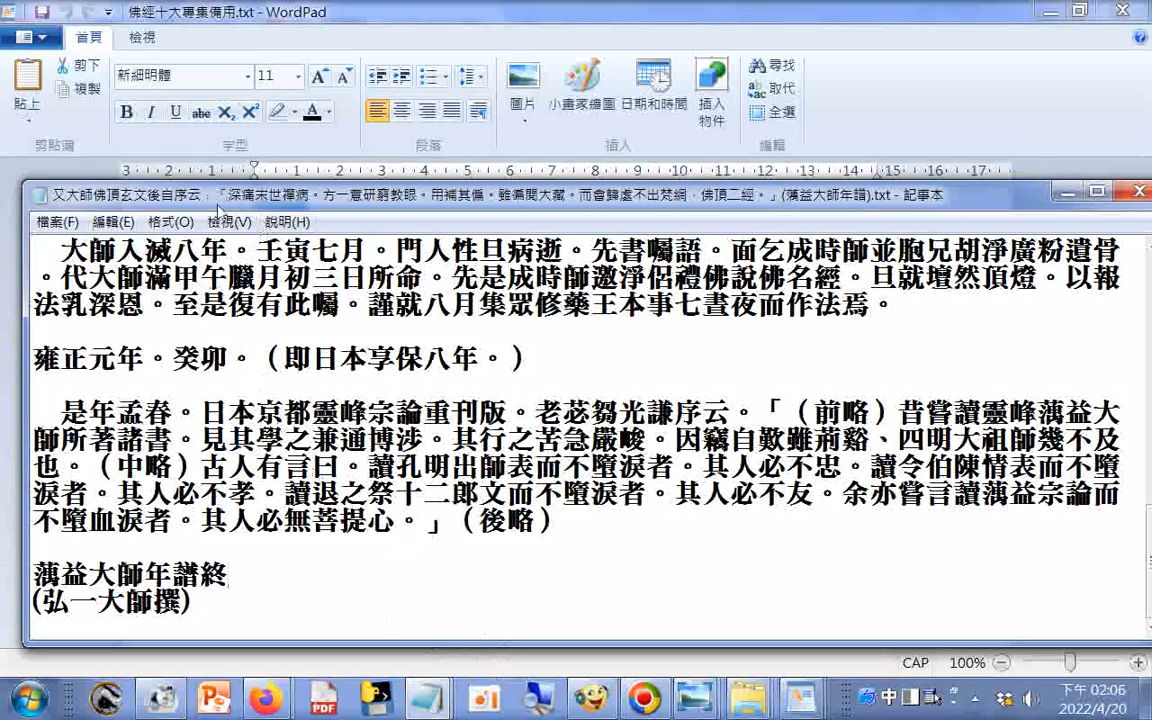 佛經十大專集備用.txt - WordPad
首頁 檢視
貼上
剪下
複製
新細明體 11
剪貼簿 字型 段落 插入 編輯
圖片 小畫家繪圖 日期和時間 插入
物件
尋找
取代
全選
3 2 1 1 2 3 4 5 6 7 8 9 10 11 12 13 14 15 16 17
又大師佛頂玄文後自序云:「深痛末世禪病。方一意研窮教眼。用補其偏。雖徧閱大藏。而會歸處不出梵網、佛頂二經。」(蕅益大師年譜).txt - 記事本
檔案(F) 編輯(E) 格式(O) 檢視(V) 說明(H)
大師入滅八年。壬寅七月。門人性旦病逝。先書囑語。面乞成時師並胞兄胡淨廣粉遺骨
。代大師滿甲午臘月初三日所命。先是成時師邀淨侶禮佛說佛名經。旦就壇然頂燈。以報
法乳深恩。至是復有此囑。謹就八月集眾修藥王本事七晝夜而作法焉。
雍正元年。癸卯。（即日本享保八年。）
是年孟春。日本京都靈峰宗論重刊版。老苾芻光謙序云。「（前略）昔嘗讀靈峰蕅益大
師所著諸書。見其學之兼通博涉。其行之苦急嚴峻。因竊自歎雖荊谿、四明大祖師幾不及
也。（中略）古人有言曰。讀孔明出師表而不墮淚者。其人必不忠。讀令伯陳情表而不墮
淚者。其人必不孝。讀退之祭十二郎文而不墮淚者。其人必不友。余亦嘗言讀蕅益宗論而
不墮血淚者。其人必無菩提心。」（後略）
蕅益大師年譜終
(弘一大師撰)
CAP 100%
中
下午 02:06
2022/4/20